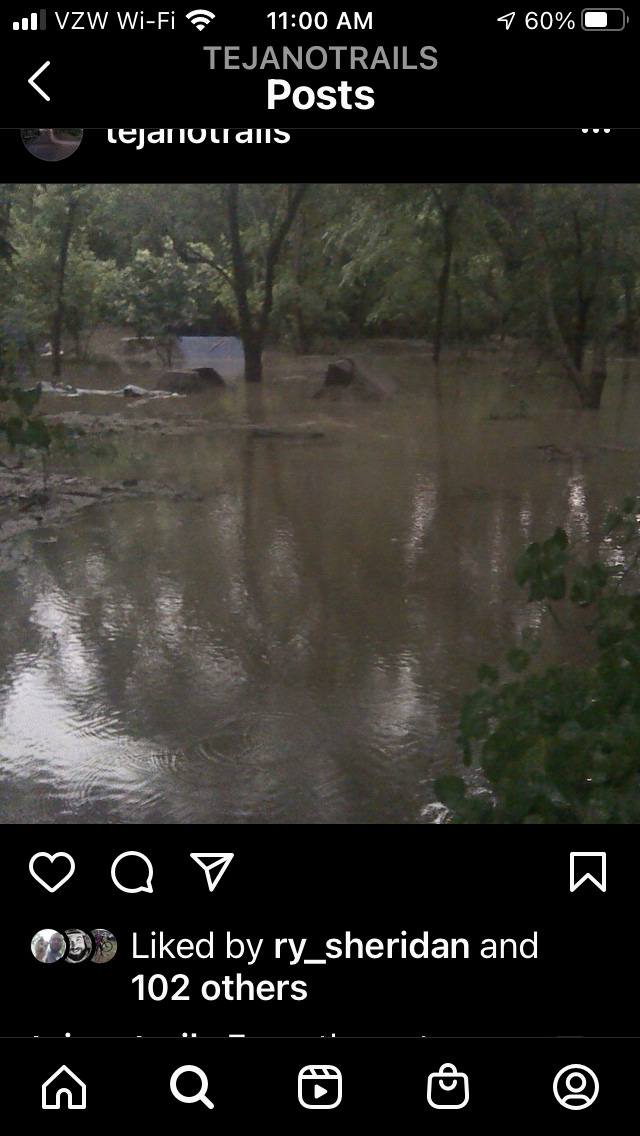 VZW Wi-Fi 11:00 AM 60%
TEJANOTRAILS
Posts
tejanotrails
Liked by ry_sheridan and
102 others